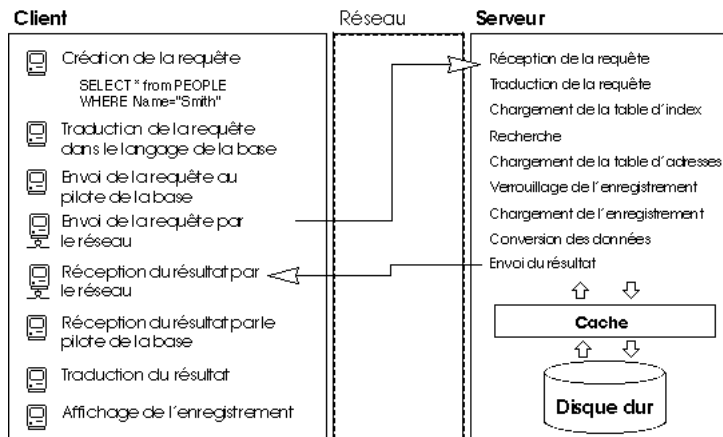 Client
Réseau
Serveur
Création de la requête
SELECT * from PEOPLE
WHERE Name="Smith"
Traduction de la requête
dans le langage de la base
Envoi de la requête au
pilote de la base
Envoi de la requête par
le réseau
Réception du résultat par
le réseau
Réception du résultat par le
pilote de la base
Traduction du résultat
Affichage de l'enregistrement
Réception de la requête
Traduction de la requête
Chargement de la table d'index
Recherche
Chargement de la table d'adresses
Verrouillage de l'enregistrement
Chargement de l'enregistrement
Conversion des données
Envoi du résultat
Cache
Disque dur